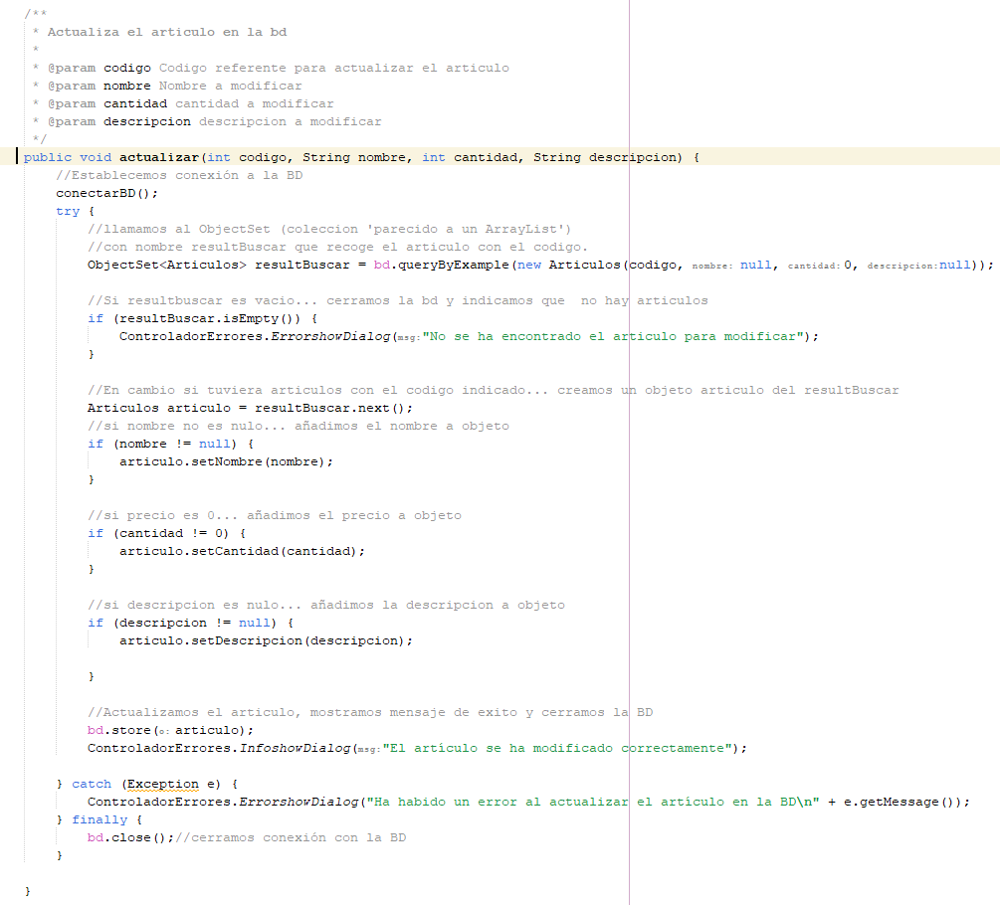 /**
 * Actualiza el articulo en la bd
 *
 * @param codigo Codigo referente para actualizar el articulo
 * @param nombre Nombre a modificar
 * @param cantidad cantidad a modificar
 * @param descripcion descripcion a modificar
 */
public void actualizar(int codigo, String nombre, int cantidad, String descripcion) {
    //Establecemos conexión a la BD
    conectarBD();
    try {
        //llamamos al ObjectSet (coleccion 'parecido a un ArrayList')
        //con nombre resultBuscar que recoge el articulo con el codigo.
        ObjectSet<Articulos> resultBuscar = bd.queryByExample(new Articulos(codigo, nombre: null, cantidad: 0, descripcion: null));

        //Si resultbuscar es vacio... cerramos la bd y indicamos que  no hay articulos
        if (resultBuscar.isEmpty()) {
            ControladorErrores.ErrorshowDialog(msg: "No se ha encontrado el articulo para modificar");
        }

        //En cambio si tuviera articulos con el codigo indicado... creamos un objeto articulo del resultBuscar
        Articulos articulo = resultBuscar.next();
        //si nombre no es nulo... añadimos el nombre a objeto
        if (nombre != null) {
            articulo.setNombre(nombre);
        }

        //si precio es 0... añadimos el precio a objeto
        if (cantidad != 0) {
            articulo.setCantidad(cantidad);
        }

        //si descripcion es nulo... añadimos la descripcion a objeto
        if (descripcion != null) {
            articulo.setDescripcion(descripcion);

        }

        //Actualizamos el articulo, mostramos mensaje de exito y cerramos la BD
        bd.store(o: articulo);
        ControladorErrores.InfoshowDialog(msg: "El artículo se ha modificado correctamente");

    } catch (Exception e) {
        ControladorErrores.ErrorshowDialog("Ha habido un error al actualizar el artículo en la BD\n" + e.getMessage());
    } finally {
        bd.close();//cerramos conexión con la BD
    }

}